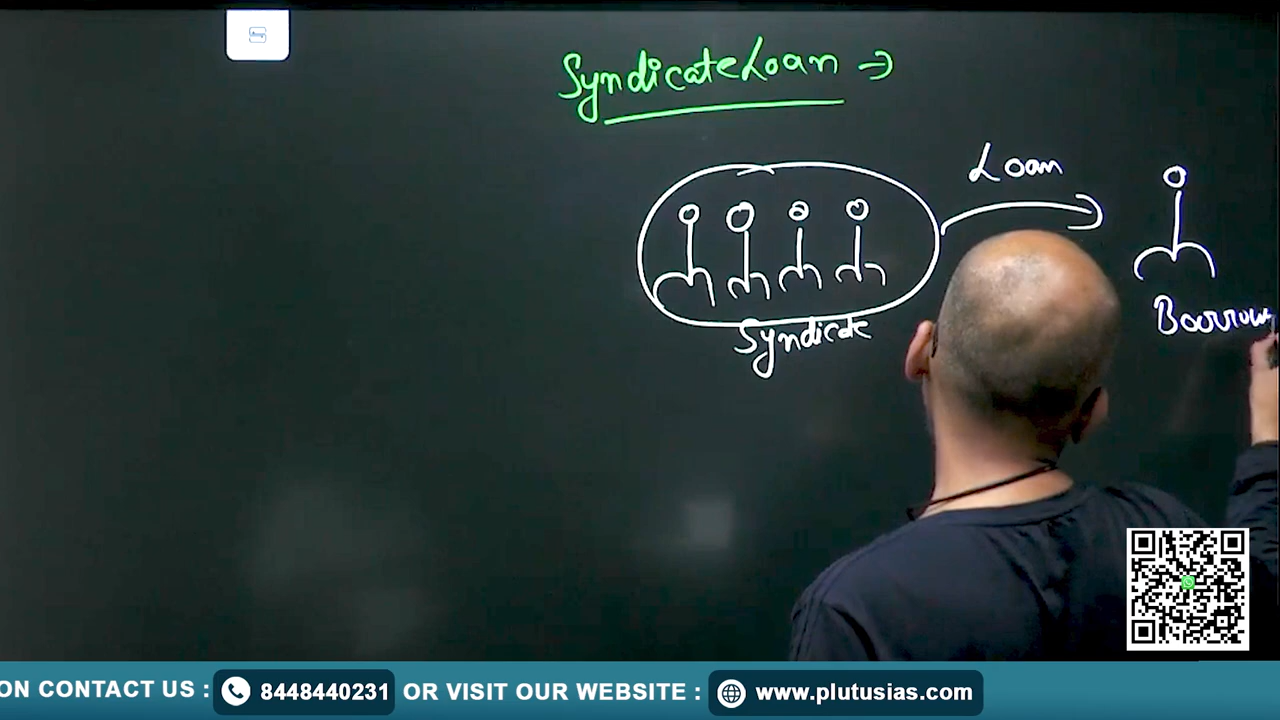 Syndicate Loan →
Loan
Syndicate
Borrow
ON CONTACT US : 8448440231 OR VISIT OUR WEBSITE : www.plutusias.com